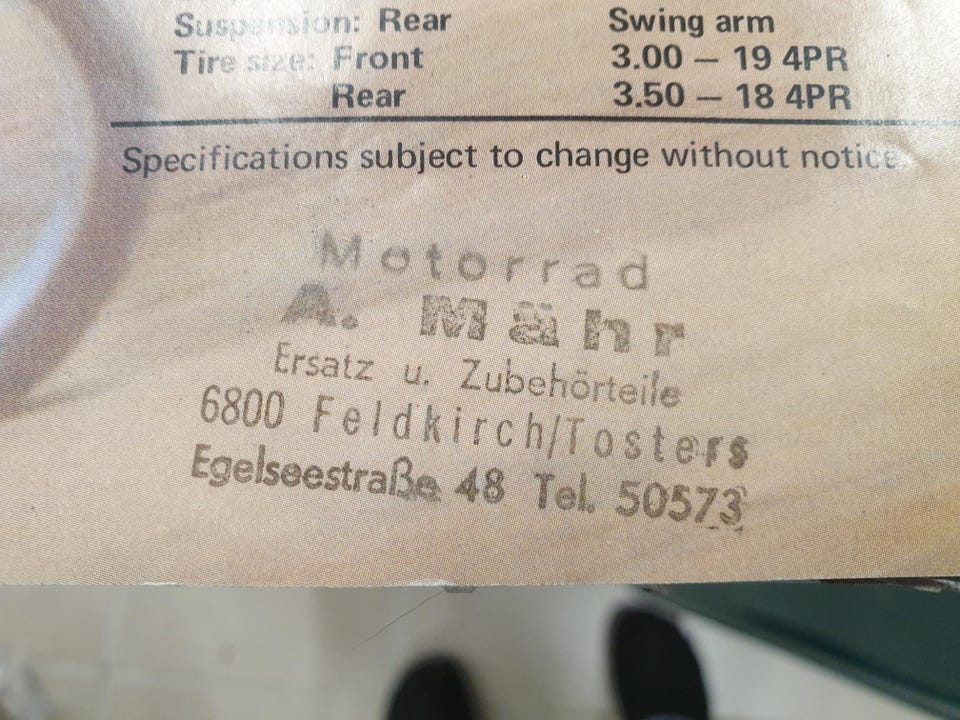 Suspension: Rear Swing arm
Tire size: Front 3.00 — 19 4PR
Rear 3.50 — 18 4PR
Specifications subject to change without notice.
Motorrad
A. Mähr
Ersatz u. Zubehörteile
6800 Feldkirch/Tosters
Egelseestraße 48 Tel. 50573